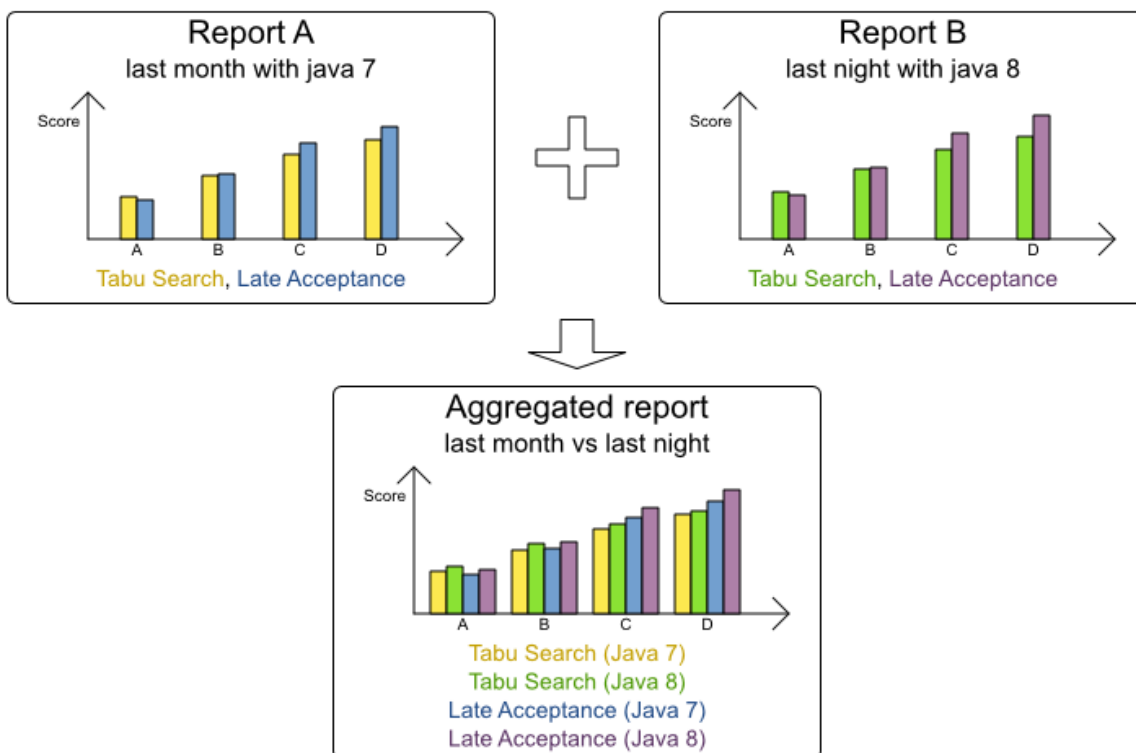 Report A
last month with java 7
Score
A B C D
Tabu Search, Late Acceptance
Report B
last night with java 8
Score
A B C D
Tabu Search, Late Acceptance
Aggregated report
last month vs last night
Score
A B C D
Tabu Search (Java 7)
Tabu Search (Java 8)
Late Acceptance (Java 7)
Late Acceptance (Java 8)